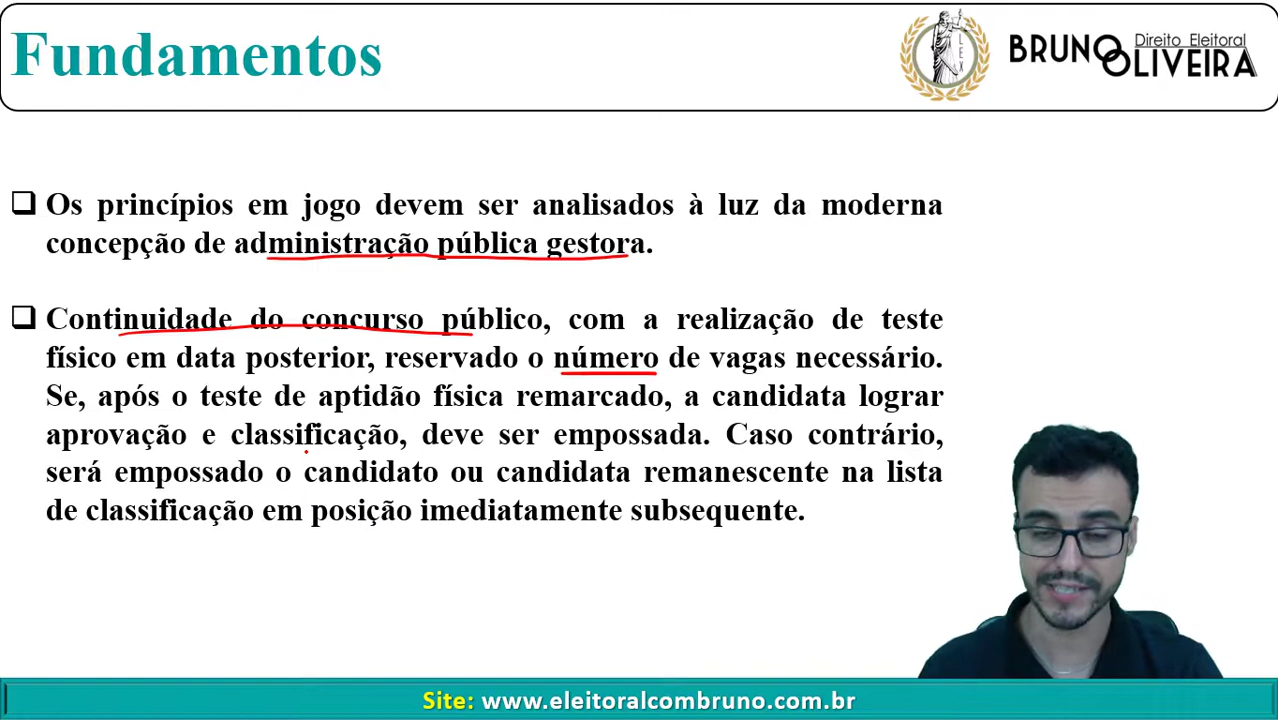 Fundamentos
LEX
BRUNO Direito Eleitoral
OLIVEIRA
Os princípios em jogo devem ser analisados à luz da moderna
concepção de administração pública gestora.
Continuidade do concurso público, com a realização de teste
físico em data posterior, reservado o número de vagas necessário.
Se, após o teste de aptidão física remarcado, a candidata lograr
aprovação e classificação, deve ser empossada. Caso contrário,
será empossado o candidato ou candidata remanescente na lista
de classificação em posição imediatamente subsequente.
Site: www.eleitoralcombruno.com.br